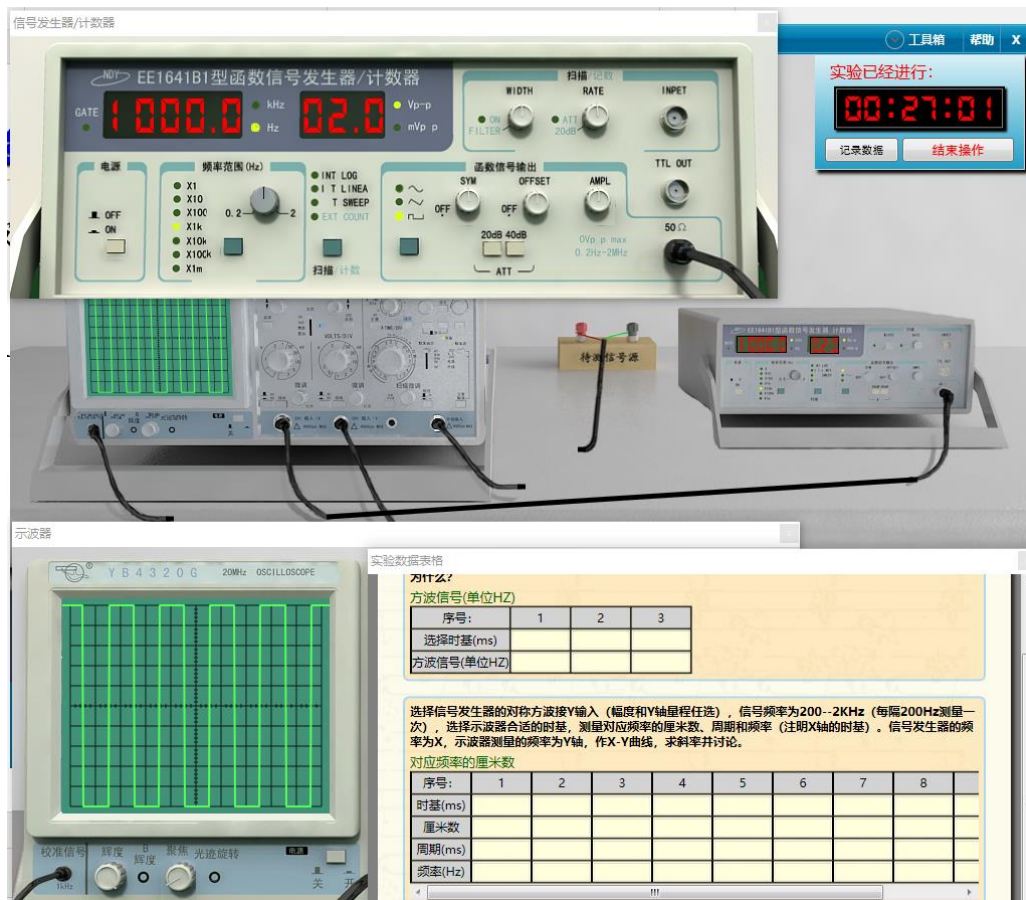 信号发生器/计数器
工具箱 帮助 X
实验已经进行：
00:27:01
记录数据 结束操作
NDY EE1641B1型函数信号发生器/计数器
GATE 1000.0 kHz Hz 02.0 Vp-p mVp p
扫描/记数
WIDTH RATE INPET
ON FILTER ATT 20dB
电源
OFF
ON
频率范围(Hz)
X1
X10
X100
X1k
X10k
X100k
X1m
0.2 2
INT LOG
I T LINEA
T SWEEP
EXT COUNT
扫描/计数
函数信号输出
SYM OFFSET AMPL
OFF OFF
20dB 40dB
ATT
0Vp p max
0.2Hz-2MHz
TTL OUT
50Ω
待测信号源
示波器
YB4320G 20MHz OSCILLOSCOPE
校准信号 辉度 B辉度 聚焦 光迹旋转 电源
1kHz
关 开
实验数据表格
为什么?
方波信号(单位HZ)
序号: 1 2 3
选择时基(ms)
方波信号(单位HZ)
选择信号发生器的对称方波接Y输入（幅度和Y轴量程任选），信号频率为200--2KHz（每隔200Hz测量一
次），选择示波器合适的时基，测量对应频率的厘米数、周期和频率（注明X轴的时基）。信号发生器的频
率为X，示波器测量的频率为Y轴，作X-Y曲线，求斜率并讨论。
对应频率的厘米数
序号: 1 2 3 4 5 6 7 8
时基(ms)
厘米数
周期(ms)
频率(Hz)